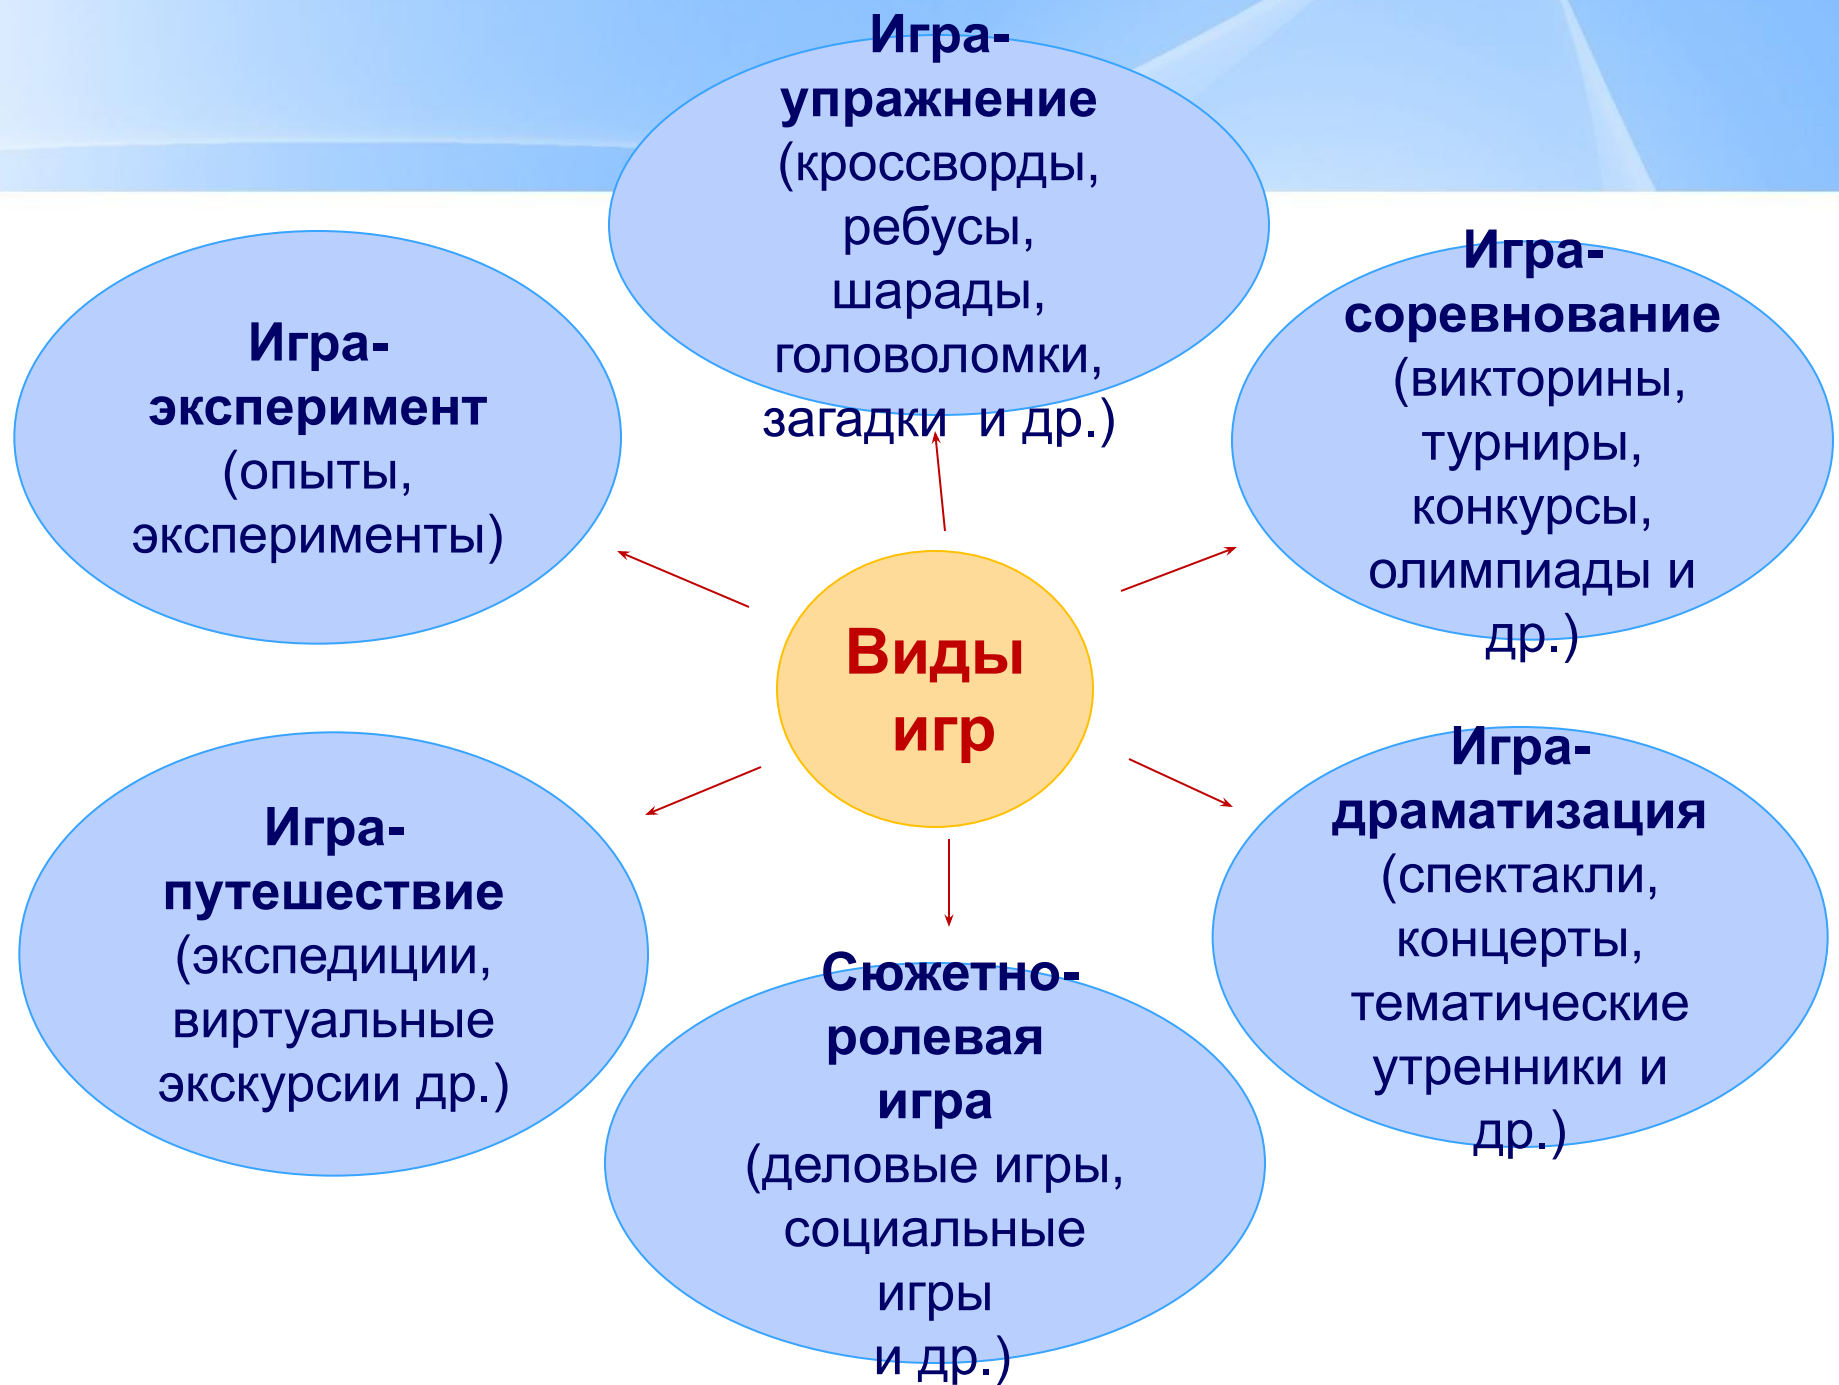 Игра-
упражнение
(кроссворды,
ребусы,
шарады,
головоломки,
загадки  и др.)
Игра-
соревнование
(викторины,
турниры,
конкурсы,
олимпиады и
др.)
Игра-
эксперимент
(опыты,
эксперименты)
Виды
игр
Игра-
драматизация
(спектакли,
концерты,
тематические
утренники и
др.)
Игра-
путешествие
(экспедиции,
виртуальные
экскурсии др.)
Сюжетно-
ролевая
игра
(деловые игры,
социальные
игры
и др.)